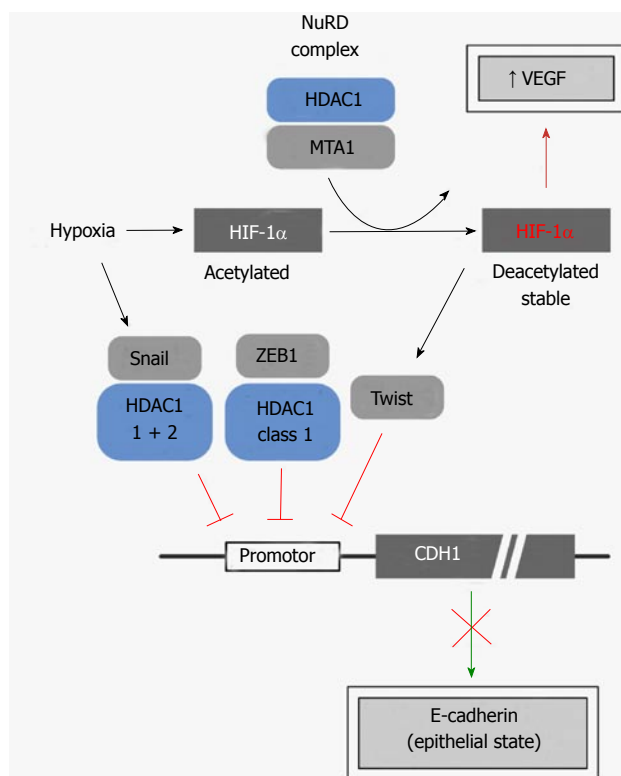 NuRD
complex
HDAC1
MTA1
↑ VEGF
Hypoxia
HIF-1α
HIF-1α
Acetylated
Deacetylated
stable
Snail
ZEB1
Twist
HDAC1
1 + 2
HDAC1
class 1
Promotor
CDH1
E-cadherin
(epithelial state)